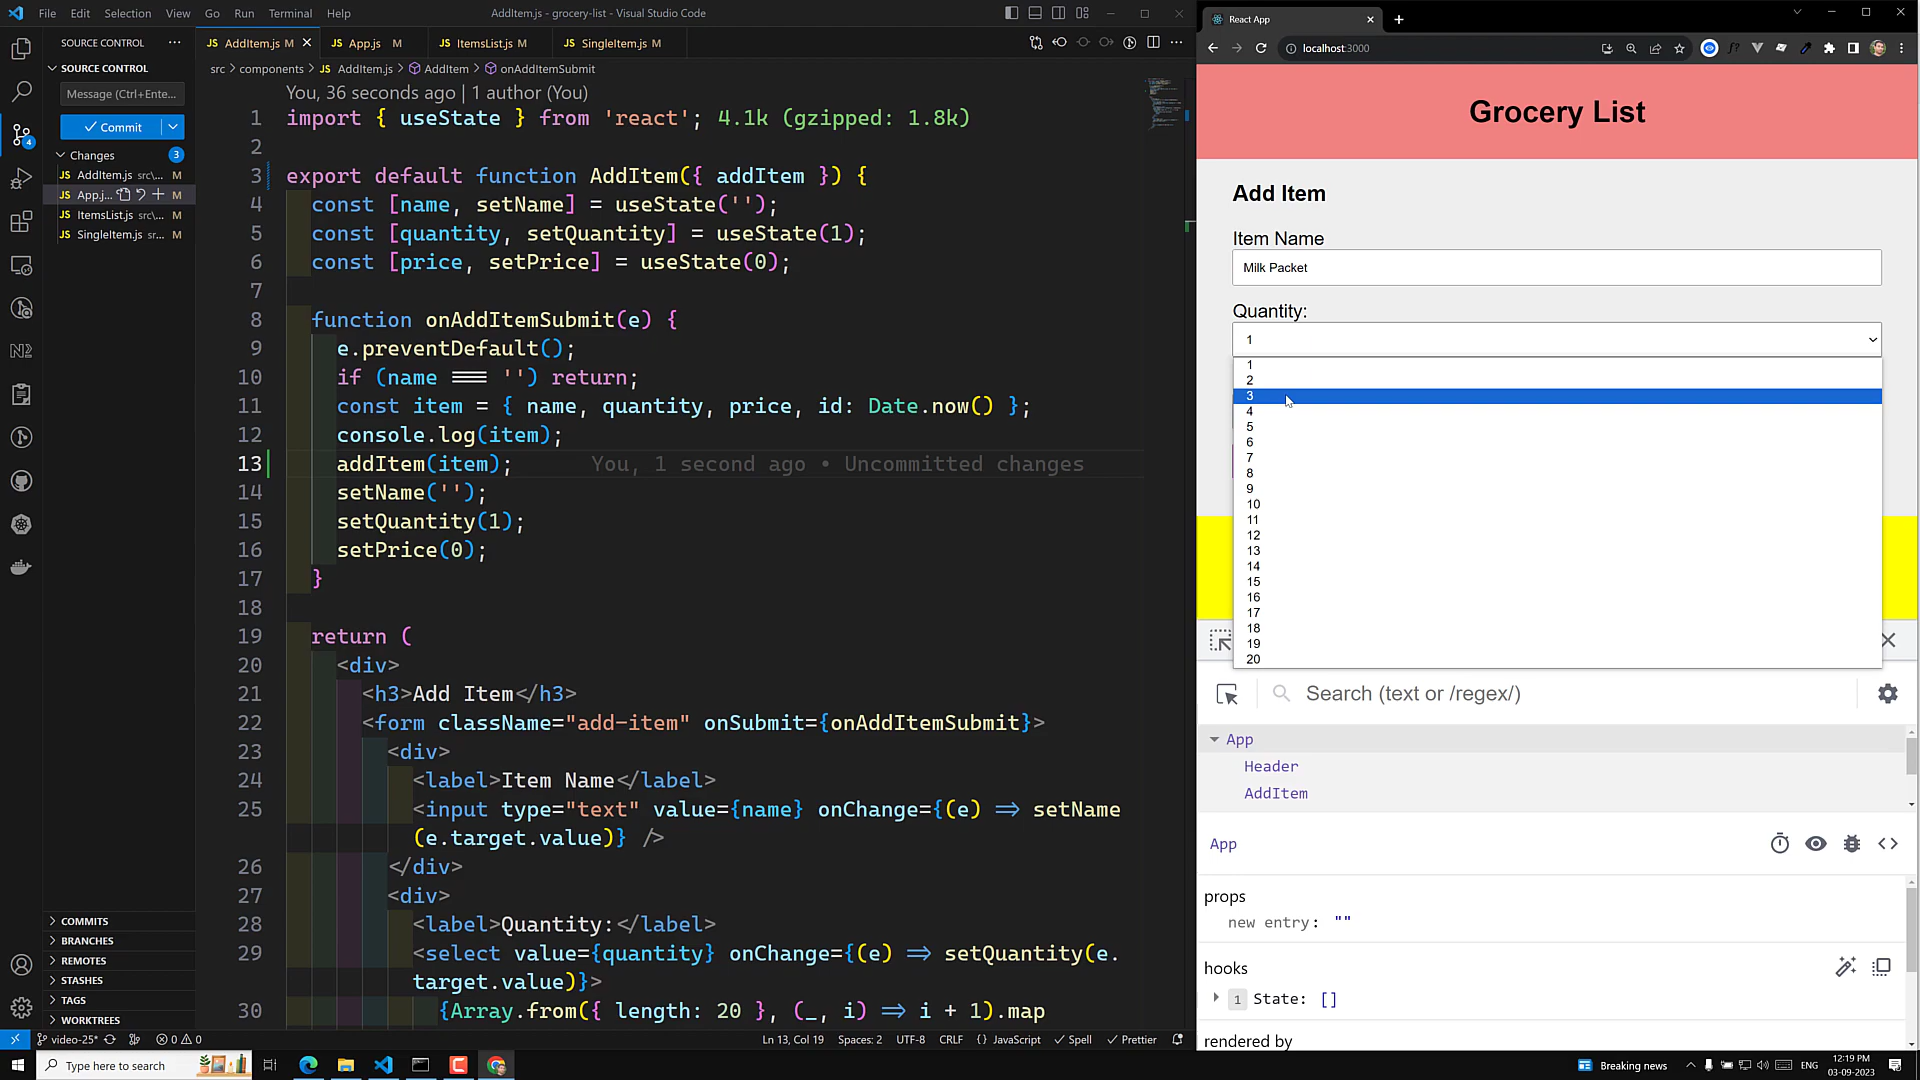 File Edit Selection View Go Run Terminal Help
AddItem.js - grocery-list - Visual Studio Code
SOURCE CONTROL
SOURCE CONTROL
Message (Ctrl+Ente...
Commit
Changes 3
4
JS AddItem.js src\... M
JS App.j... M
JS ItemsList.js src\... M
JS SingleItem.js sr... M
COMMITS
BRANCHES
REMOTES
STASHES
TAGS
WORKTREES
JS AddItem.js M
JS App.js M
JS ItemsList.js M
JS SingleItem.js M
src > components > JS AddItem.js > AddItem > onAddItemSubmit
You, 36 seconds ago | 1 author (You)
1 import { useState } from 'react'; 4.1k (gzipped: 1.8k)
2
3 export default function AddItem({ addItem }) {
4 const [name, setName] = useState('');
5 const [quantity, setQuantity] = useState(1);
6 const [price, setPrice] = useState(0);
7
8 function onAddItemSubmit(e) {
9 e.preventDefault();
10 if (name === '') return;
11 const item = { name, quantity, price, id: Date.now() };
12 console.log(item);
13 addItem(item); You, 1 second ago • Uncommitted changes
14 setName('');
15 setQuantity(1);
16 setPrice(0);
17 }
18
19 return (
20 <div>
21 <h3>Add Item</h3>
22 <form className="add-item" onSubmit={onAddItemSubmit}>
23 <div>
24 <label>Item Name</label>
25 <input type="text" value={name} onChange={(e) => setName
(e.target.value)} />
26 </div>
27 <div>
28 <label>Quantity:</label>
29 <select value={quantity} onChange={(e) => setQuantity(e.
target.value)}>
30 {Array.from({ length: 20 }, (_, i) => i + 1).map
video-25* 0 0
Ln 13, Col 19 Spaces: 2 UTF-8 CRLF {} JavaScript Spell Prettier
React App
localhost:3000
Grocery List
Add Item
Item Name
Milk Packet
Quantity:
1
1
2
3
4
5
6
7
8
9
10
11
12
13
14
15
16
17
18
19
20
Search (text or /regex/)
App
Header
AddItem
App
props
new entry: ""
hooks
1 State: []
rendered by
Type here to search
Breaking news
ENG
12:19 PM
03-09-2023